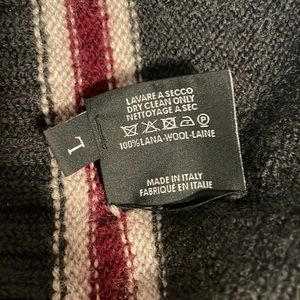 LAVARE A SECCO
DRY CLEAN ONLY
NETTOYAGE A SEC
100%LANA-WOOL-LAINE
MADE IN ITALY
FABRIQUE EN ITALIE
L